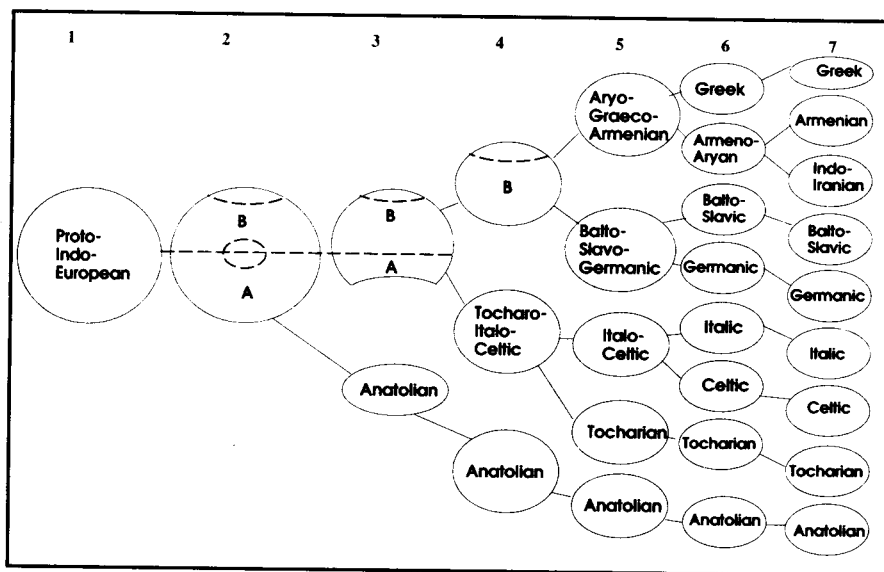 1 2 3 4 5 6 7
Proto-
Indo-
European
B
A
B
A
Anatolian
B
Tocharo-
Italo-
Celtic
Anatolian
Aryo-
Graeco-
Armenian
Balto-
Slavo-
Germanic
Italo-
Celtic
Tocharian
Anatolian
Greek
Armeno-
Aryan
Balto-
Slavic
Germanic
Italic
Celtic
Tocharian
Anatolian
Greek
Armenian
Indo-
Iranian
Balto-
Slavic
Germanic
Italic
Celtic
Tocharian
Anatolian